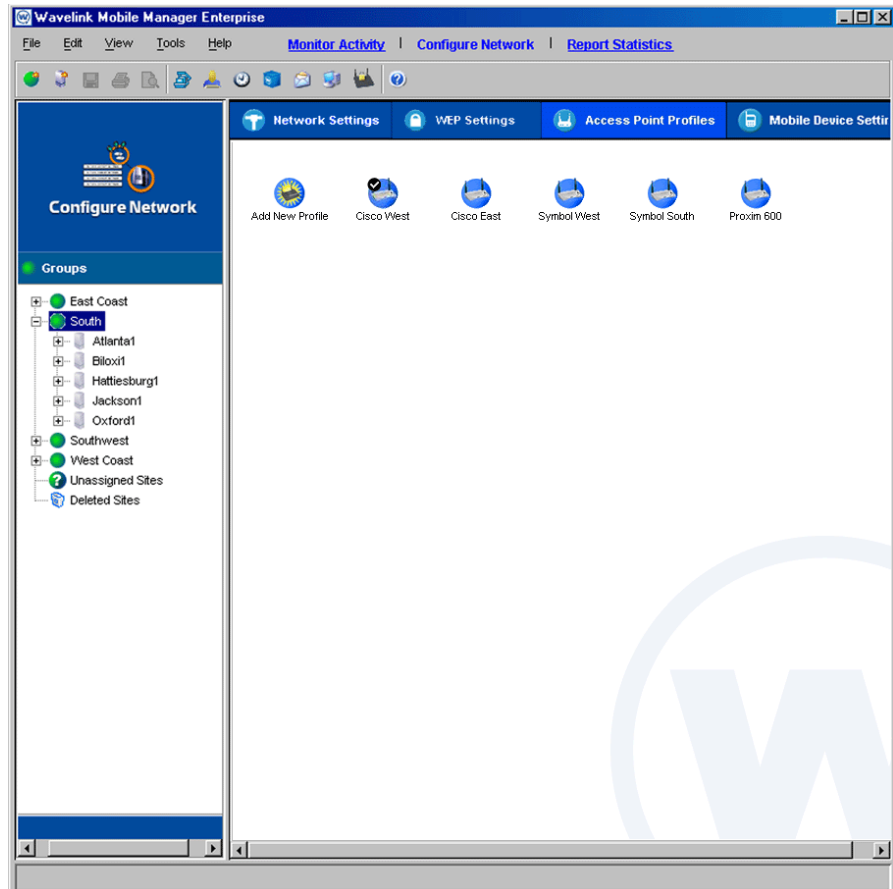 Wavelink Mobile Manager Enterprise
File Edit View Tools Help Monitor Activity | Configure Network | Report Statistics
Network Settings WEP Settings Access Point Profiles Mobile Device Settin
Configure Network
Add New Profile Cisco West Cisco East Symbol West Symbol South Proxim 600
Groups
East Coast
South
Atlanta1
Biloxi1
Hattiesburg1
Jackson1
Oxford1
Southwest
West Coast
Unassigned Sites
Deleted Sites
W